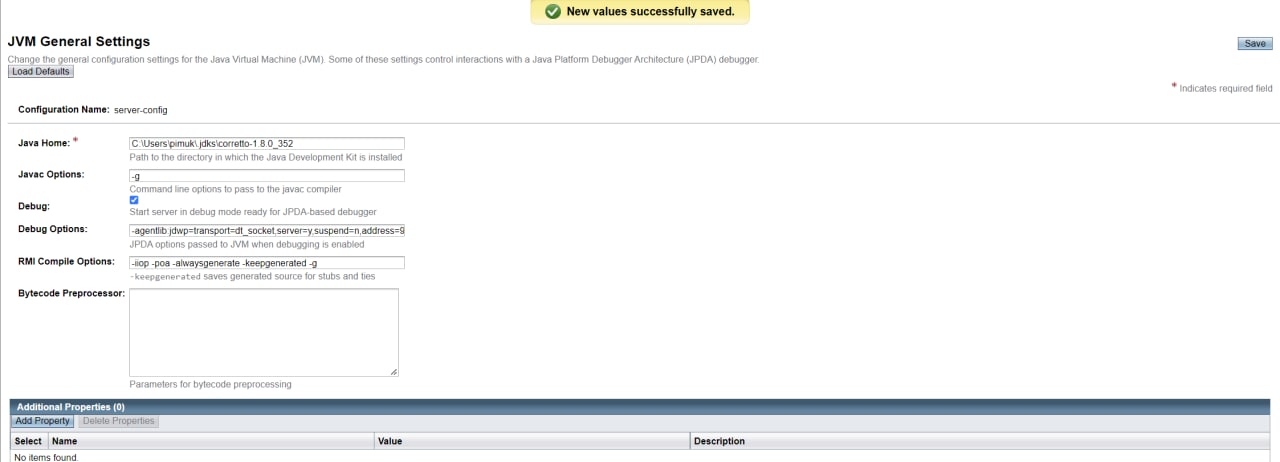 New values successfully saved.
JVM General Settings
Save
Change the general configuration settings for the Java Virtual Machine (JVM). Some of these settings control interactions with a Java Platform Debugger Architecture (JPDA) debugger.
Load Defaults
* Indicates required field
Configuration Name: server-config
Java Home: * C:\Users\pimuk\.jdks\corretto-1.8.0_352
Path to the directory in which the Java Development Kit is installed
Javac Options: -g
Command line options to pass to the javac compiler
Debug:
Start server in debug mode ready for JPDA-based debugger
Debug Options: -agentlib:jdwp=transport=dt_socket,server=y,suspend=n,address=9
JPDA options passed to JVM when debugging is enabled
RMI Compile Options: -iiop -poa -alwaysgenerate -keepgenerated -g
-keepgenerated saves generated source for stubs and ties
Bytecode Preprocessor:
Parameters for bytecode preprocessing
Additional Properties (0)
Add Property Delete Properties
Select Name Value Description
No items found.